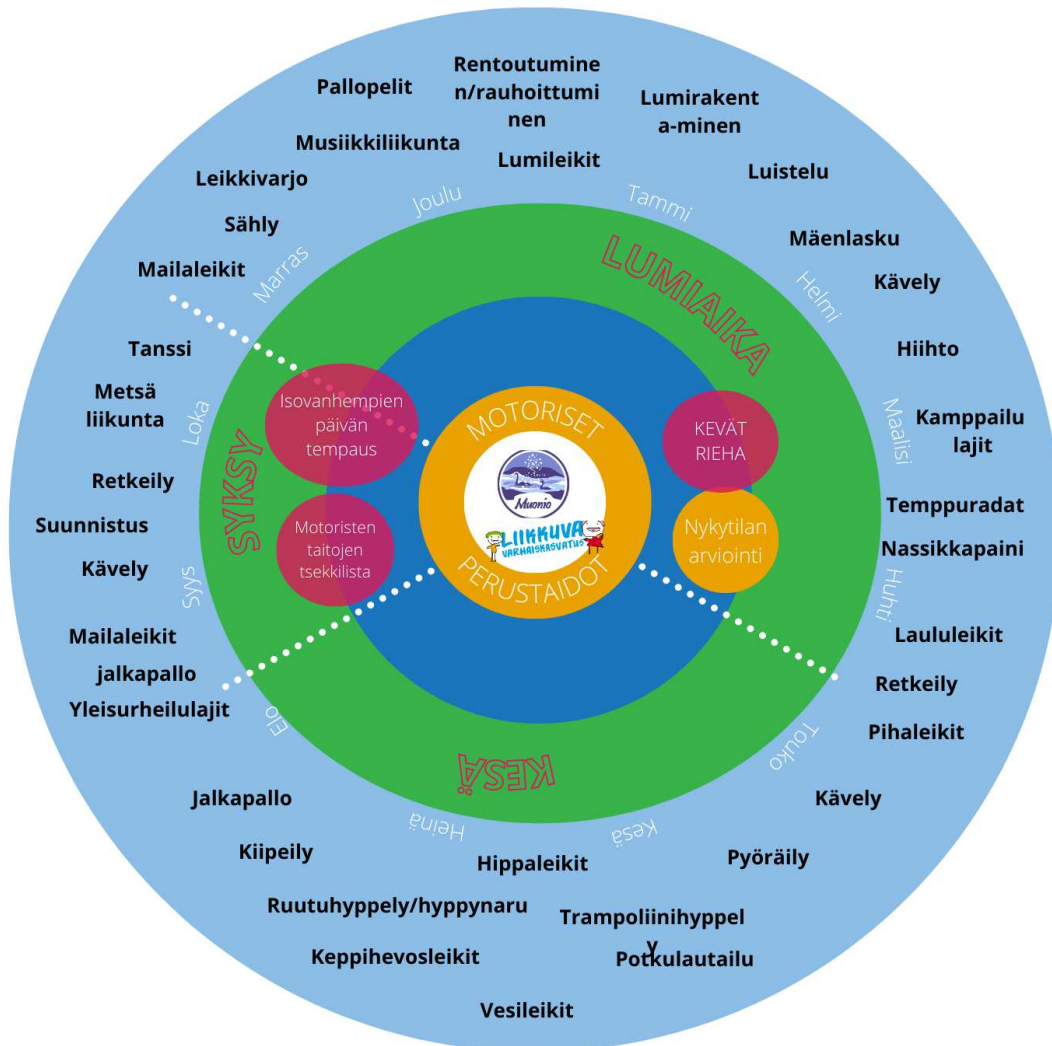 Rentoutumine
n/rauhoittumi
nen
Lumileikit
Lumirakent
a-minen
Luistelu
Mäenlasku
Kävely
Hiihto
Kamppailu
lajit
Temppuradat
Nassikkapaini
Laululeikit
Retkeily
Pihaleikit
Kävely
Pyöräily
Trampoliinihyppel
y
Potkulautailu
Hippaleikit
Vesileikit
Keppihevosleikit
Ruutuhyppely/hyppynaru
Kiipeily
Jalkapallo
Yleisurheilulajit
jalkapallo
Mailaleikit
Kävely
Suunnistus
Retkeily
Metsä
liikunta
Tanssi
Mailaleikit
Sähly
Leikkivarjo
Musiikkiliikunta
Pallopelit
Tammi
Helmi
Maalisi
Huhti
Touko
Kesä
Heinä
Elo
Syys
Loka
Marras
Joulu
LUMIAIKA
KESÄ
SYKSY
Isovanhempien
päivän
tempaus
Motoristen
taitojen
tsekkilista
KEVÄT
RIEHA
Nykytilan
arviointi
MOTORISET
Muonio
LIIKKUVA
VARHAISKASVATUS
PERUSTAIDOT